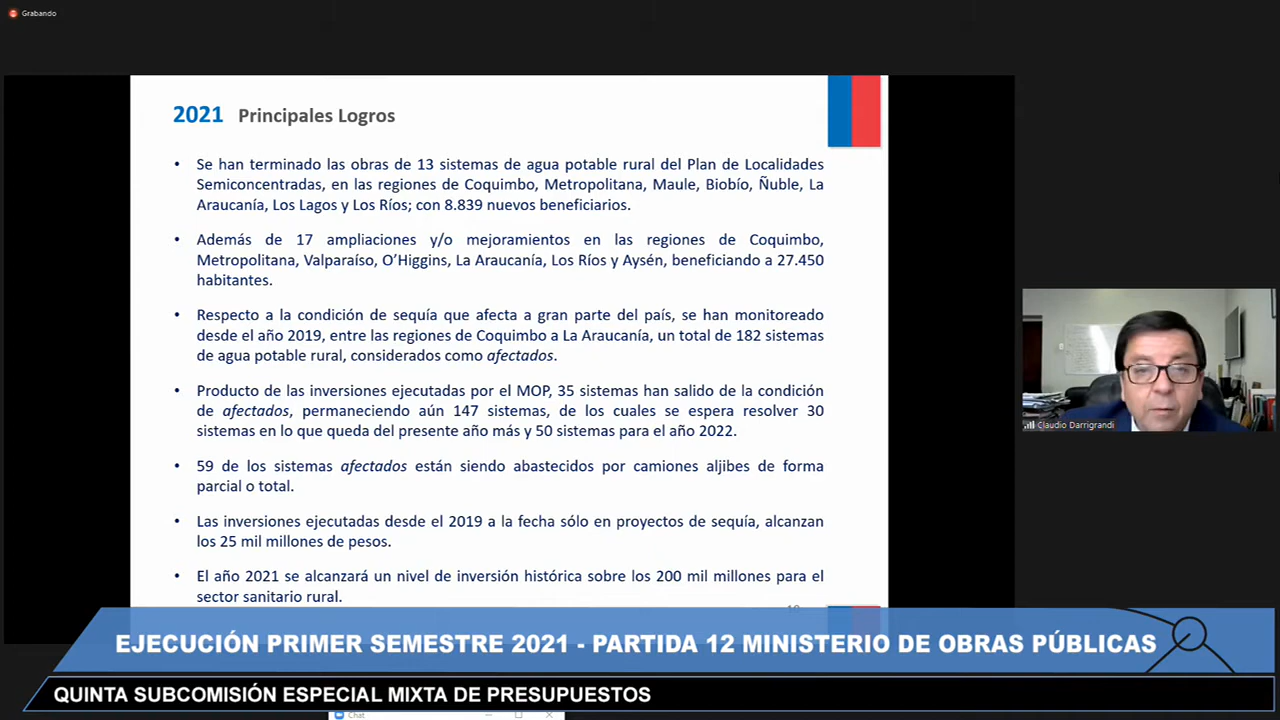 Grabando
2021 Principales Logros
• Se han terminado las obras de 13 sistemas de agua potable rural del Plan de Localidades
Semiconcentradas, en las regiones de Coquimbo, Metropolitana, Maule, Biobío, Ñuble, La
Araucanía, Los Lagos y Los Ríos; con 8.839 nuevos beneficiarios.
• Además de 17 ampliaciones y/o mejoramientos en las regiones de Coquimbo,
Metropolitana, Valparaíso, O’Higgins, La Araucanía, Los Ríos y Aysén, beneficiando a 27.450
habitantes.
• Respecto a la condición de sequía que afecta a gran parte del país, se han monitoreado
desde el año 2019, entre las regiones de Coquimbo a La Araucanía, un total de 182 sistemas
de agua potable rural, considerados como afectados.
• Producto de las inversiones ejecutadas por el MOP, 35 sistemas han salido de la condición
de afectados, permaneciendo aún 147 sistemas, de los cuales se espera resolver 30
sistemas en lo que queda del presente año más y 50 sistemas para el año 2022.
• 59 de los sistemas afectados están siendo abastecidos por camiones aljibes de forma
parcial o total.
• Las inversiones ejecutadas desde el 2019 a la fecha sólo en proyectos de sequía, alcanzan
los 25 mil millones de pesos.
• El año 2021 se alcanzará un nivel de inversión histórica sobre los 200 mil millones para el
sector sanitario rural.
Claudio Darrigrandi
EJECUCIÓN PRIMER SEMESTRE 2021 - PARTIDA 12 MINISTERIO DE OBRAS PÚBLICAS
QUINTA SUBCOMISIÓN ESPECIAL MIXTA DE PRESUPUESTOS
Chat